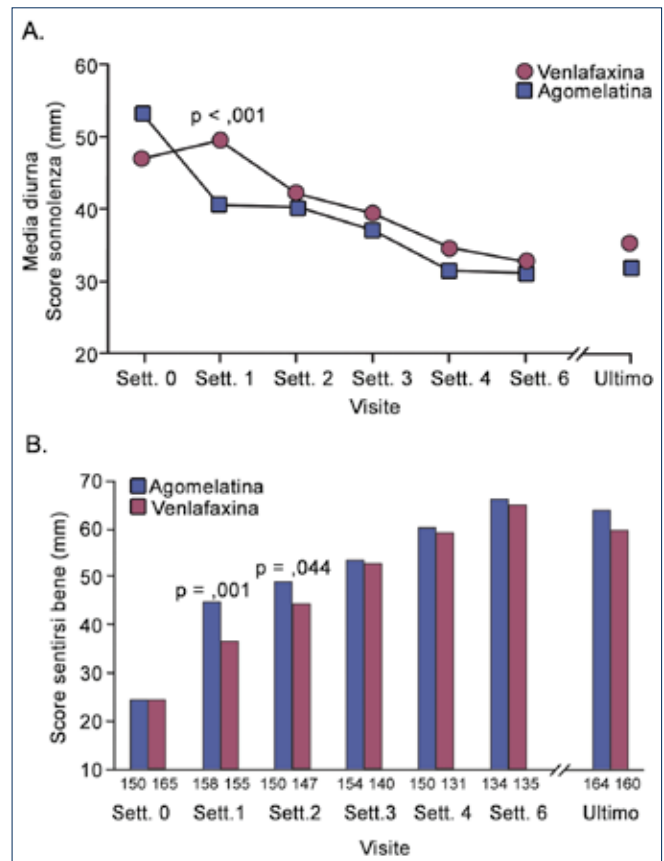 A.
Venlafaxina
Agomelatina
p < ,001
Media diurna
Score sonnolenza (mm)
60
50
40
30
20
Sett. 0 Sett. 1 Sett. 2 Sett. 3 Sett. 4 Sett. 6 Ultimo
Visite
B.
Agomelatina
Venlafaxina
p = ,001
p = ,044
Score sentirsi bene (mm)
70
60
50
40
30
20
10
150 165 158 155 150 147 154 140 150 131 134 135 164 160
Sett. 0 Sett.1 Sett.2 Sett.3 Sett. 4 Sett. 6 Ultimo
Visite